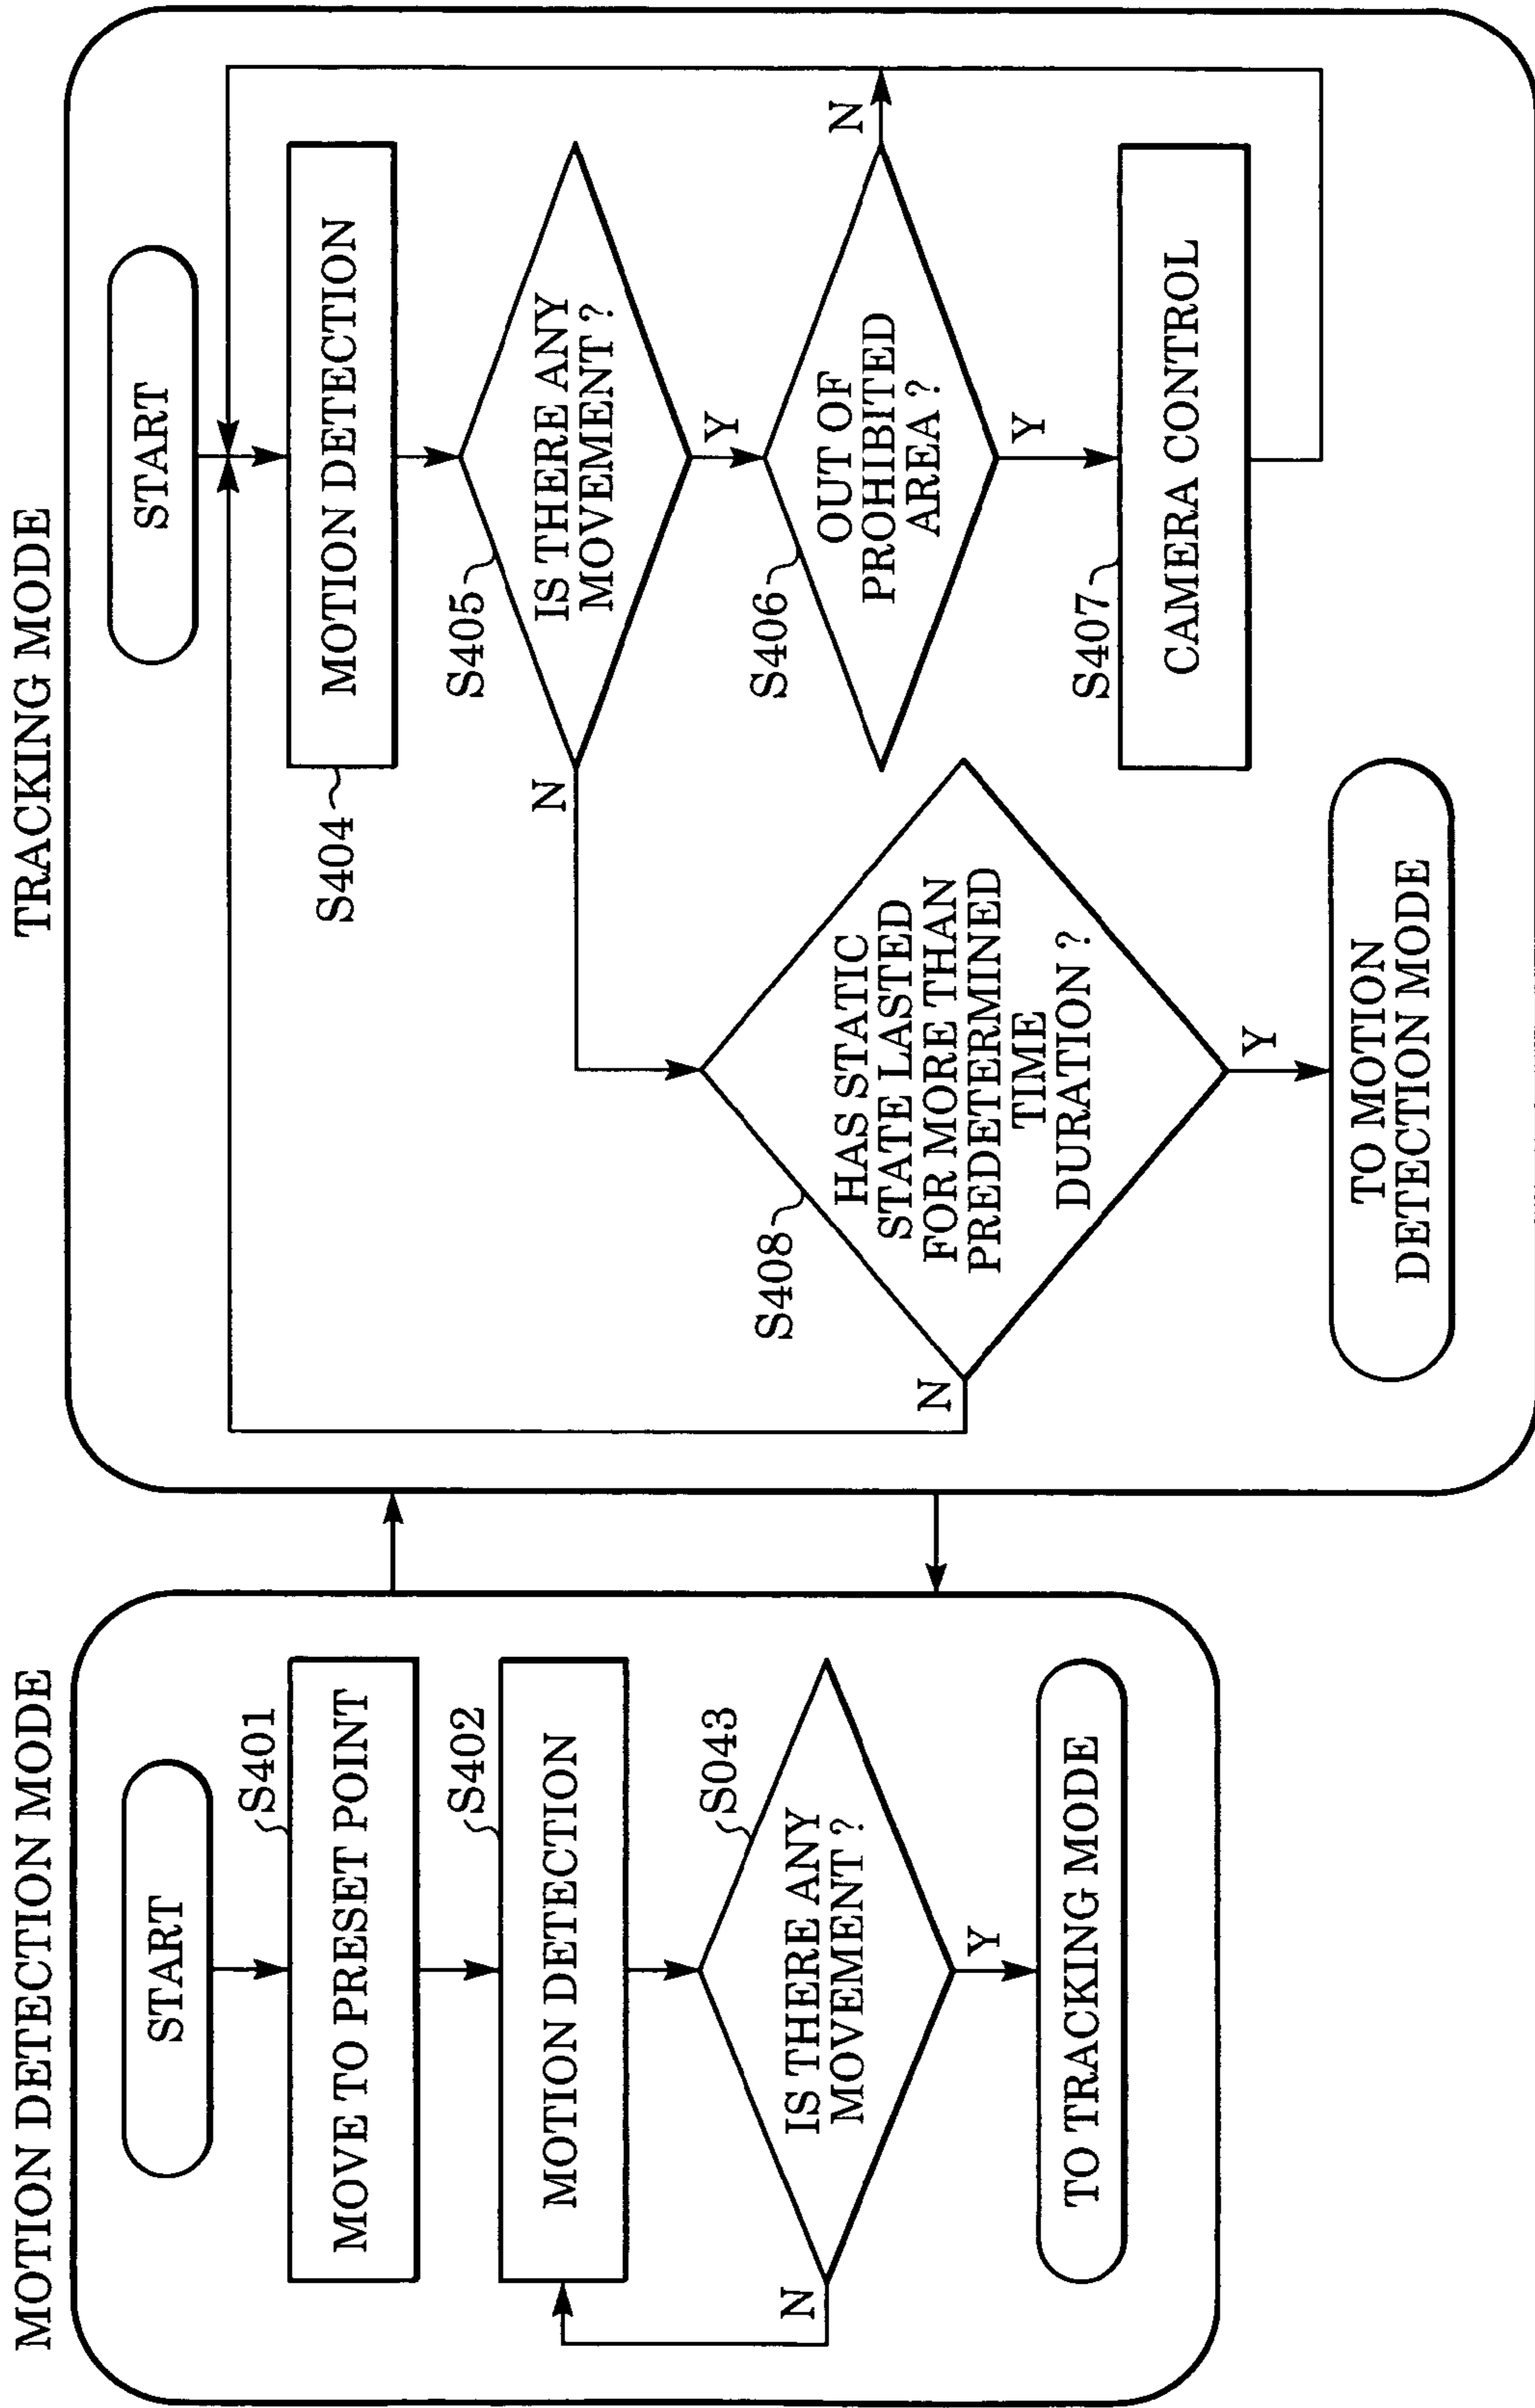 MOTION DETECTION MODE
START
S401
MOVE TO PRESET POINT
S402
MOTION DETECTION
S043
IS THERE ANY
MOVEMENT?
N
Y
TO TRACKING MODE
TRACKING MODE
START
S404
MOTION DETECTION
S405
IS THERE ANY
MOVEMENT?
N
Y
S406
OUT OF
PROHIBITED
AREA?
N
Y
S407
CAMERA CONTROL
S408
HAS STATIC
STATE LASTED
FOR MORE THAN
PREDETERMINED
TIME
DURATION?
N
Y
TO MOTION
DETECTION MODE